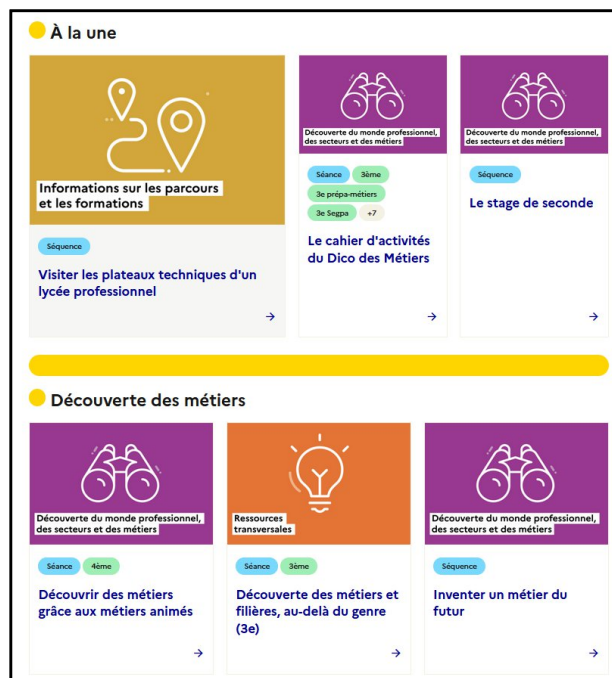 À la une
Informations sur les parcours
et les formations
Séquence
Visiter les plateaux techniques d'un
lycée professionnel
Découverte du monde professionnel,
des secteurs et des métiers
Séance 3ème
3e prépa-métiers
3e Segpa +7
Le cahier d'activités
du Dico des Métiers
Découverte du monde professionnel,
des secteurs et des métiers
Séquence
Le stage de seconde
Découverte des métiers
Découverte du monde professionnel,
des secteurs et des métiers
Séance 4ème
Découvrir des métiers
grâce aux métiers animés
Ressources
transversales
Séance 3ème
Découverte des métiers et
filières, au-delà du genre
(3e)
Découverte du monde professionnel,
des secteurs et des métiers
Séquence
Inventer un métier du
futur